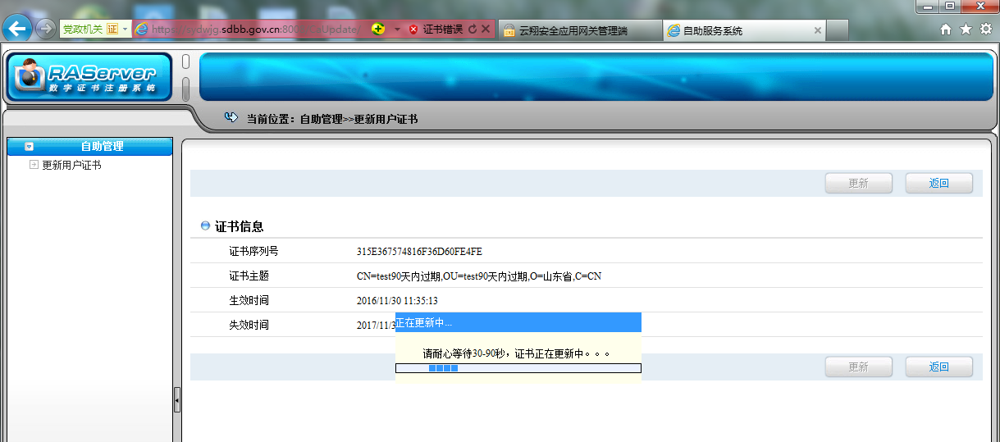 党政机关 证 https://sydwjg.sdbb.gov.cn:800 aUpdate/ 证书错误 云翔安全应用网关管理端 自助服务系统
RAServer
数字证书注册系统
当前位置：自助管理>>更新用户证书
自助管理
更新用户证书
更新 返回
证书信息
证书序列号 315E367574816F36D60FE4FE
证书主题 CN=test90天内过期,OU=test90天内过期,O=山东省,C=CN
生效时间 2016/11/30 11:35:13
失效时间 2017/11/3
正在更新中...
请耐心等待30-90秒，证书正在更新中。。。
更新 返回